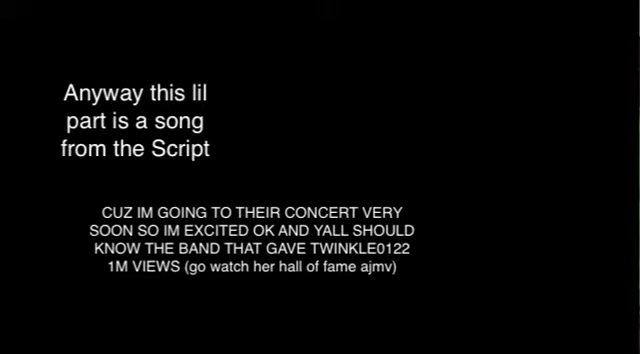 Anyway this lil
part is a song
from the Script
CUZ IM GOING TO THEIR CONCERT VERY
SOON SO IM EXCITED OK AND YALL SHOULD
KNOW THE BAND THAT GAVE TWINKLE0122
1M VIEWS (go watch her hall of fame ajmv)